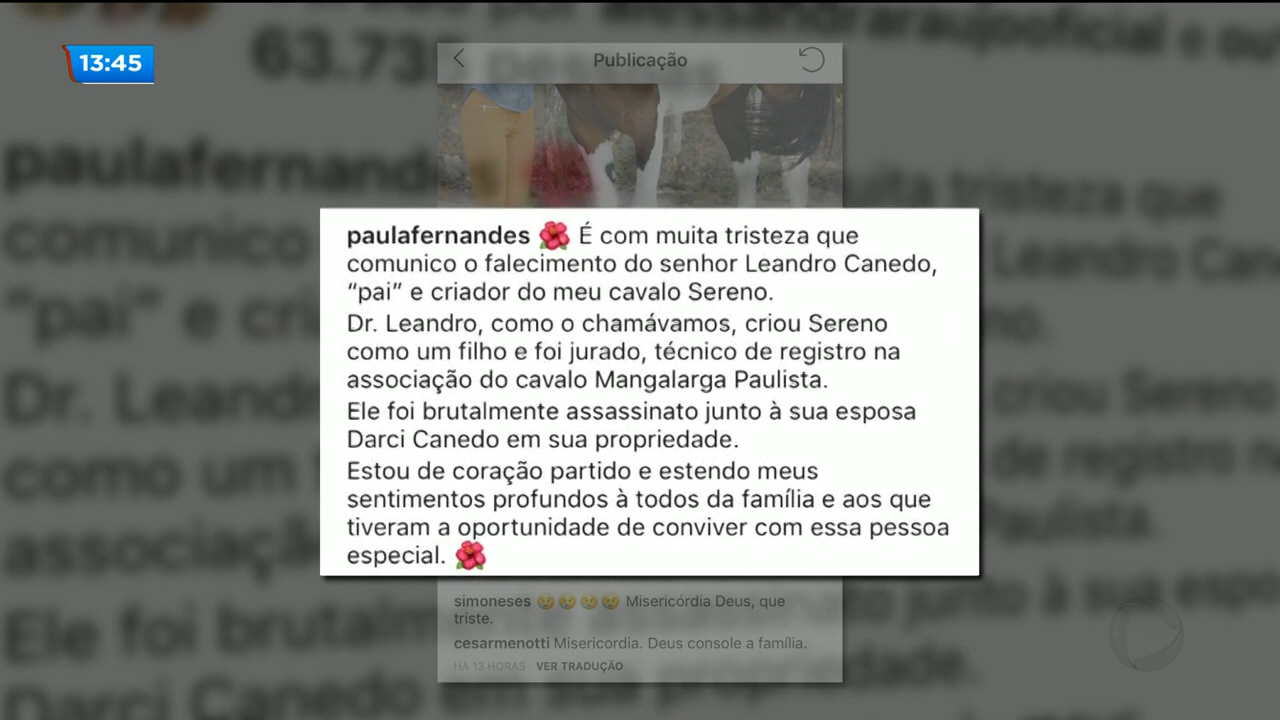 alessandraaraujooficial e ou
63.73
13:45
Publicação
paulafernandes 🌺 É com muita tristeza que
comunico o falecimento do senhor Leandro Canedo,
“pai” e criador do meu cavalo Sereno.
Dr. Leandro, como o chamávamos, criou Sereno
como um filho e foi jurado, técnico de registro na
associação do cavalo Mangalarga Paulista.
Ele foi brutalmente assassinato junto à sua esposa
Darci Canedo em sua propriedade.
Estou de coração partido e estendo meus
sentimentos profundos à todos da família e aos que
tiveram a oportunidade de conviver com essa pessoa
especial. 🌺
simoneses 😢😢😢😢 Misericórdia Deus, que
triste.
cesarmenotti Misericordia. Deus console a família.
HÁ 13 HORAS · VER TRADUÇÃO